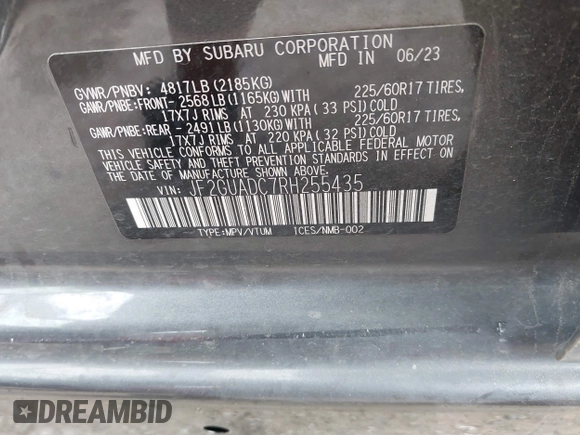 MFD BY SUBARU CORPORATION
MFD IN 06/23
GVWR/PNBV: 4817LB(2185KG)
GAWR/PNBE:FRONT- 2568LB(1165KG)WITH 225/60R17 TIRES,
17X7J RIMS AT 230 KPA( 33 PSI)COLD
GAWR/PNBE:REAR - 2491LB(1130KG)WITH 225/60R17 TIRES,
17X7J RIMS AT 220 KPA( 32 PSI)COLD
THIS VEHICLE CONFORMS TO ALL APPLICABLE FEDERAL MOTOR
VEHICLE SAFETY AND THEFT PREVENTION STANDARDS IN EFFECT
ON THE DATE OF MANUFACTURE SHOWN ABOVE.
VIN: JF2GUADC7RH255435
TYPE:MPV/VTUM ICES/NMB-002
DREAMBID